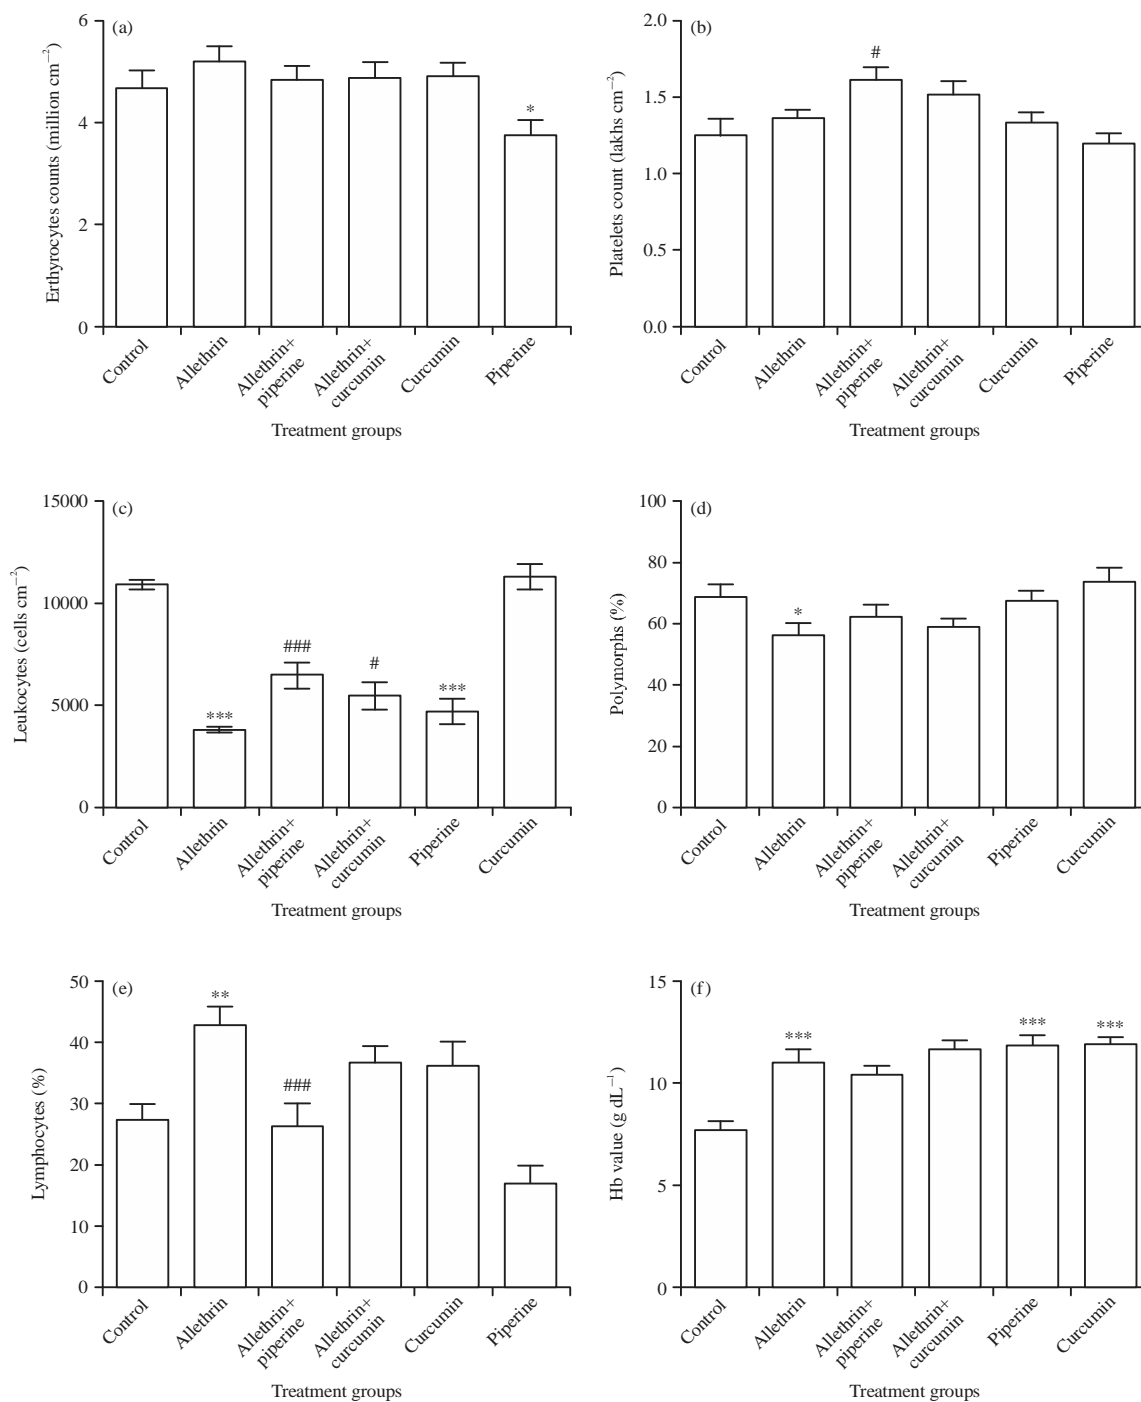 (a)
Erthyrocytes counts (million cm⁻²)
8
6
4
2
0
*
Control
Allethrin
Allethrin+
piperine
Allethrin+
curcumin
Curcumin
Piperine
Treatment groups
(b)
Platelets count (lakhs cm⁻²)
2.0
1.5
1.0
0.5
0.0
#
Control
Allethrin
Allethrin+
piperine
Allethrin+
curcumin
Curcumin
Piperine
Treatment groups
(c)
Leukocytes (cells cm⁻²)
15000
10000
5000
0
***
###
#
***
Control
Allethrin
Allethrin+
piperine
Allethrin+
curcumin
Piperine
Curcumin
Treatment groups
(d)
Polymorphs (%)
100
80
60
40
20
0
*
Control
Allethrin
Allethrin+
piperine
Allethrin+
curcumin
Piperine
Curcumin
Treatment groups
(e)
Lymphocytes (%)
50
40
30
20
10
0
**
###
Control
Allethrin
Allethrin+
piperine
Allethrin+
curcumin
Curcumin
Piperine
Treatment groups
(f)
Hb value (g dL⁻¹)
15
10
5
0
***
***
***
Control
Allethrin
Allethrin+
piperine
Allethrin+
curcumin
Piperine
Curcumin
Treatment groups